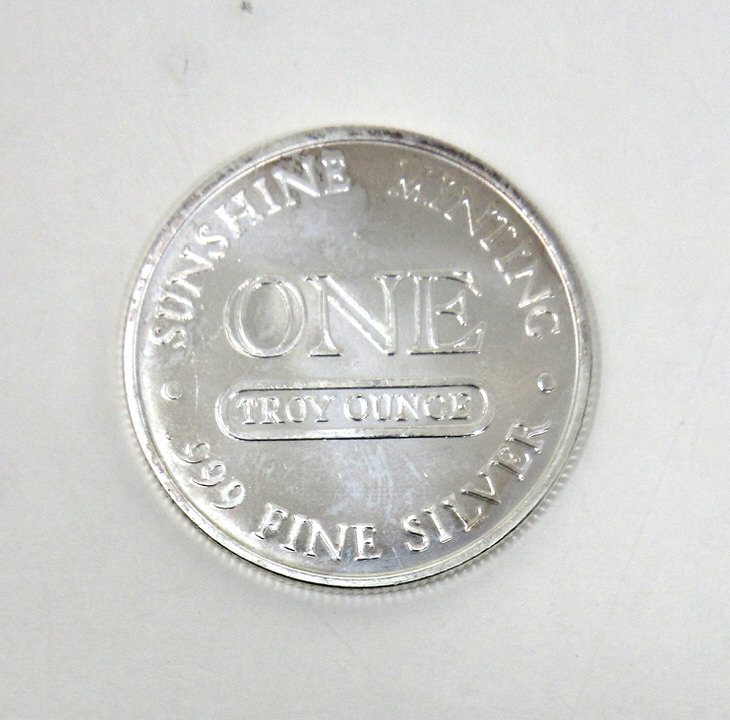 SUNSHINE MINTING
ONE
TROY OUNCE
.999 FINE SILVER